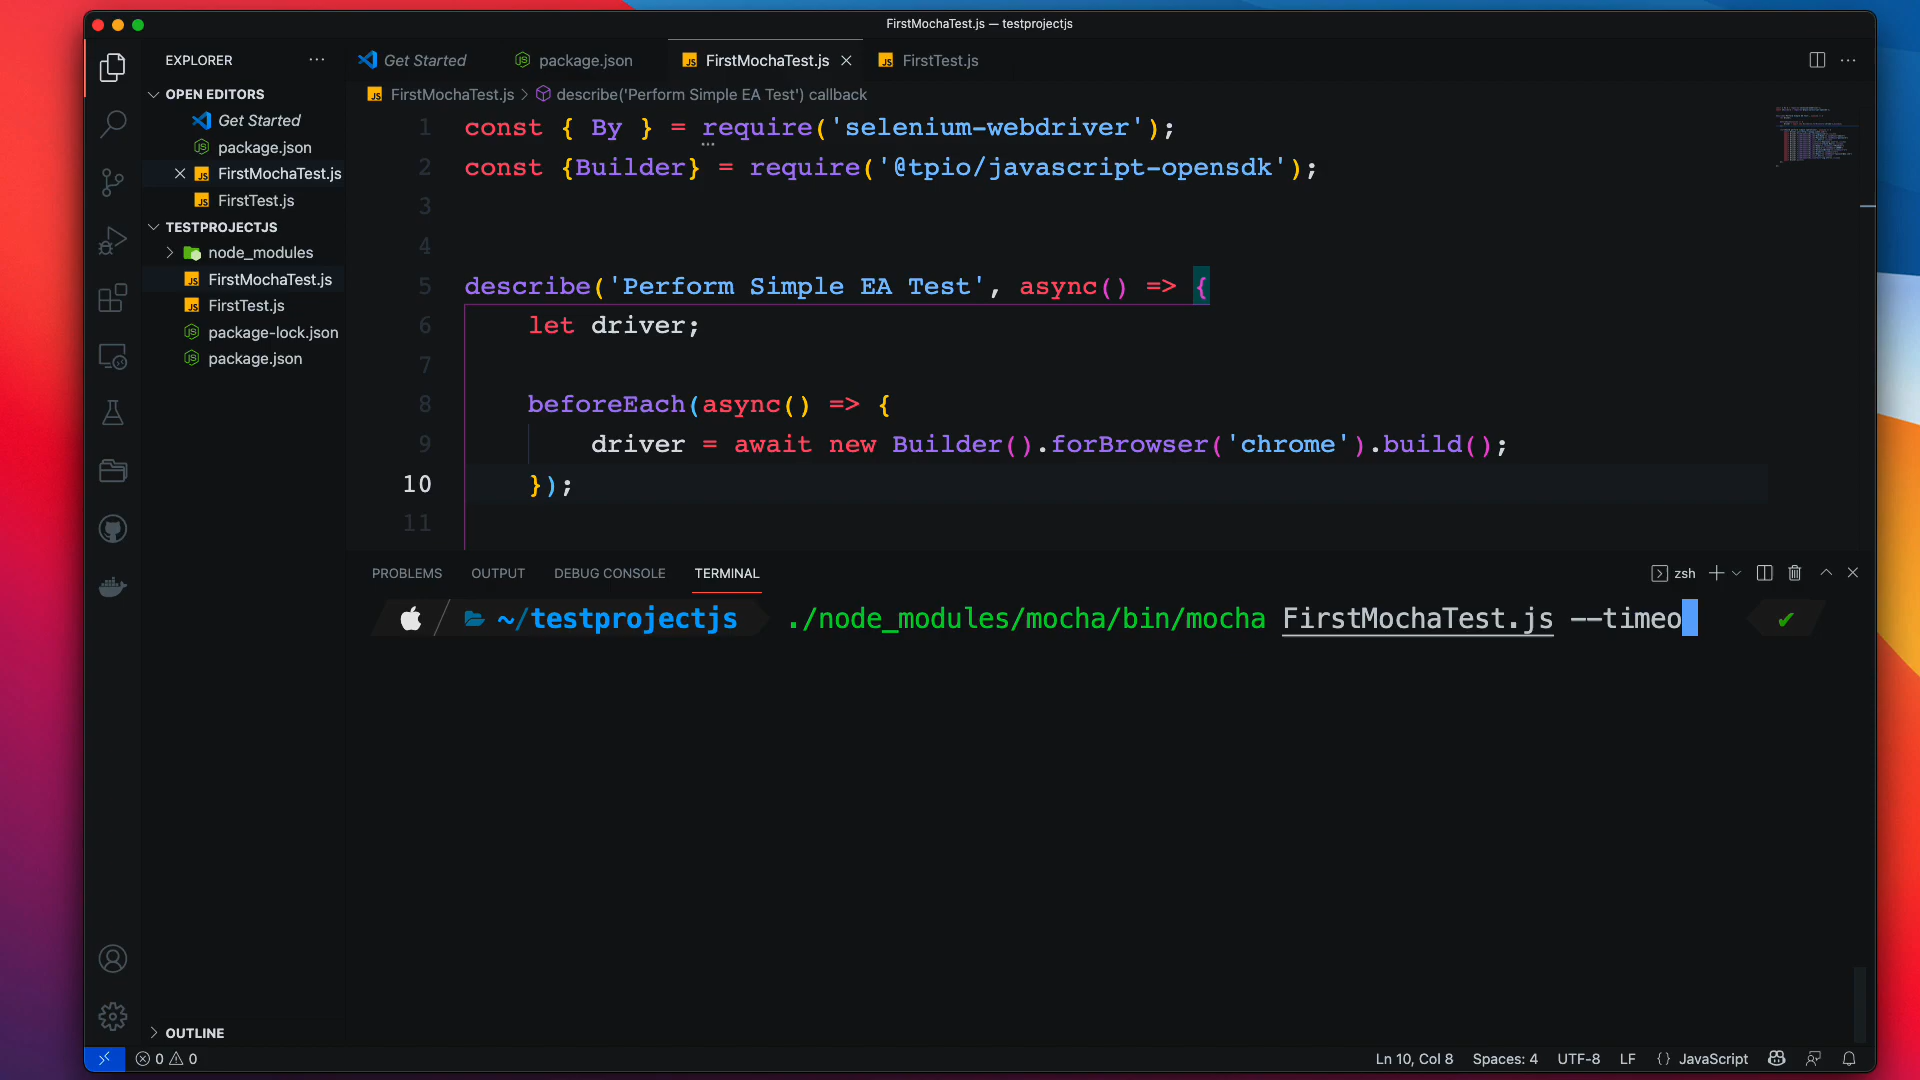 FirstMochaTest.js — testprojectjs
EXPLORER
Get Started
package.json
FirstMochaTest.js
FirstTest.js
OPEN EDITORS
Get Started
package.json
FirstMochaTest.js
FirstTest.js
TESTPROJECTJS
node_modules
FirstMochaTest.js
FirstTest.js
package-lock.json
package.json
OUTLINE
FirstMochaTest.js > describe('Perform Simple EA Test') callback
1 const { By } = require('selenium-webdriver');
2 const {Builder} = require('@tpio/javascript-opensdk');
3
4
5 describe('Perform Simple EA Test', async() => {
6 let driver;
7
8 beforeEach(async() => {
9 driver = await new Builder().forBrowser('chrome').build();
10 });
11
PROBLEMS
OUTPUT
DEBUG CONSOLE
TERMINAL
zsh
~/testprojectjs ./node_modules/mocha/bin/mocha FirstMochaTest.js --timeo
0 0
Ln 10, Col 8
Spaces: 4
UTF-8
LF
{} JavaScript